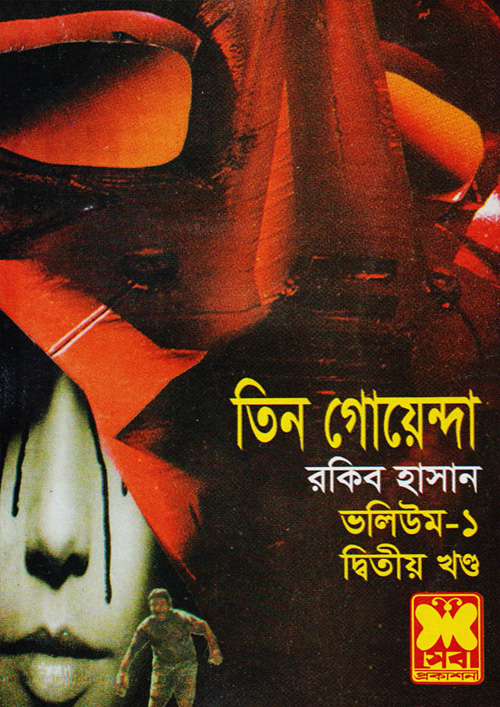 তিন গোয়েন্দা
রকিব হাসান
ভলিউম-১
দ্বিতীয় খণ্ড
সেবা
প্রকাশনী